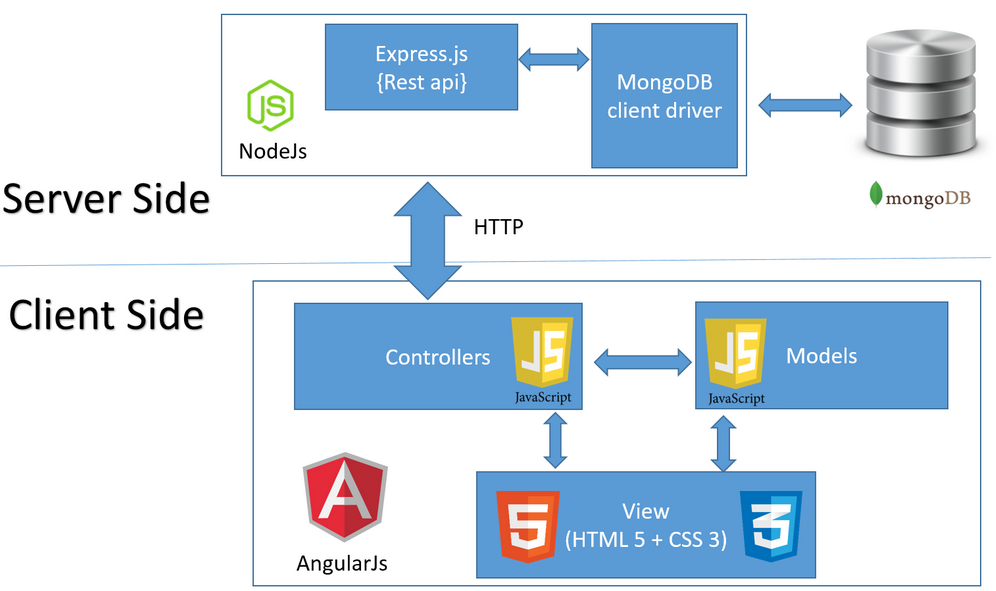 Express.js
{Rest api}
MongoDB
client driver
JS
NodeJs
mongoDB
Server Side
HTTP
Client Side
Controllers
JS
JavaScript
JS
JavaScript
Models
A
AngularJs
5
View
(HTML 5 + CSS 3)
3